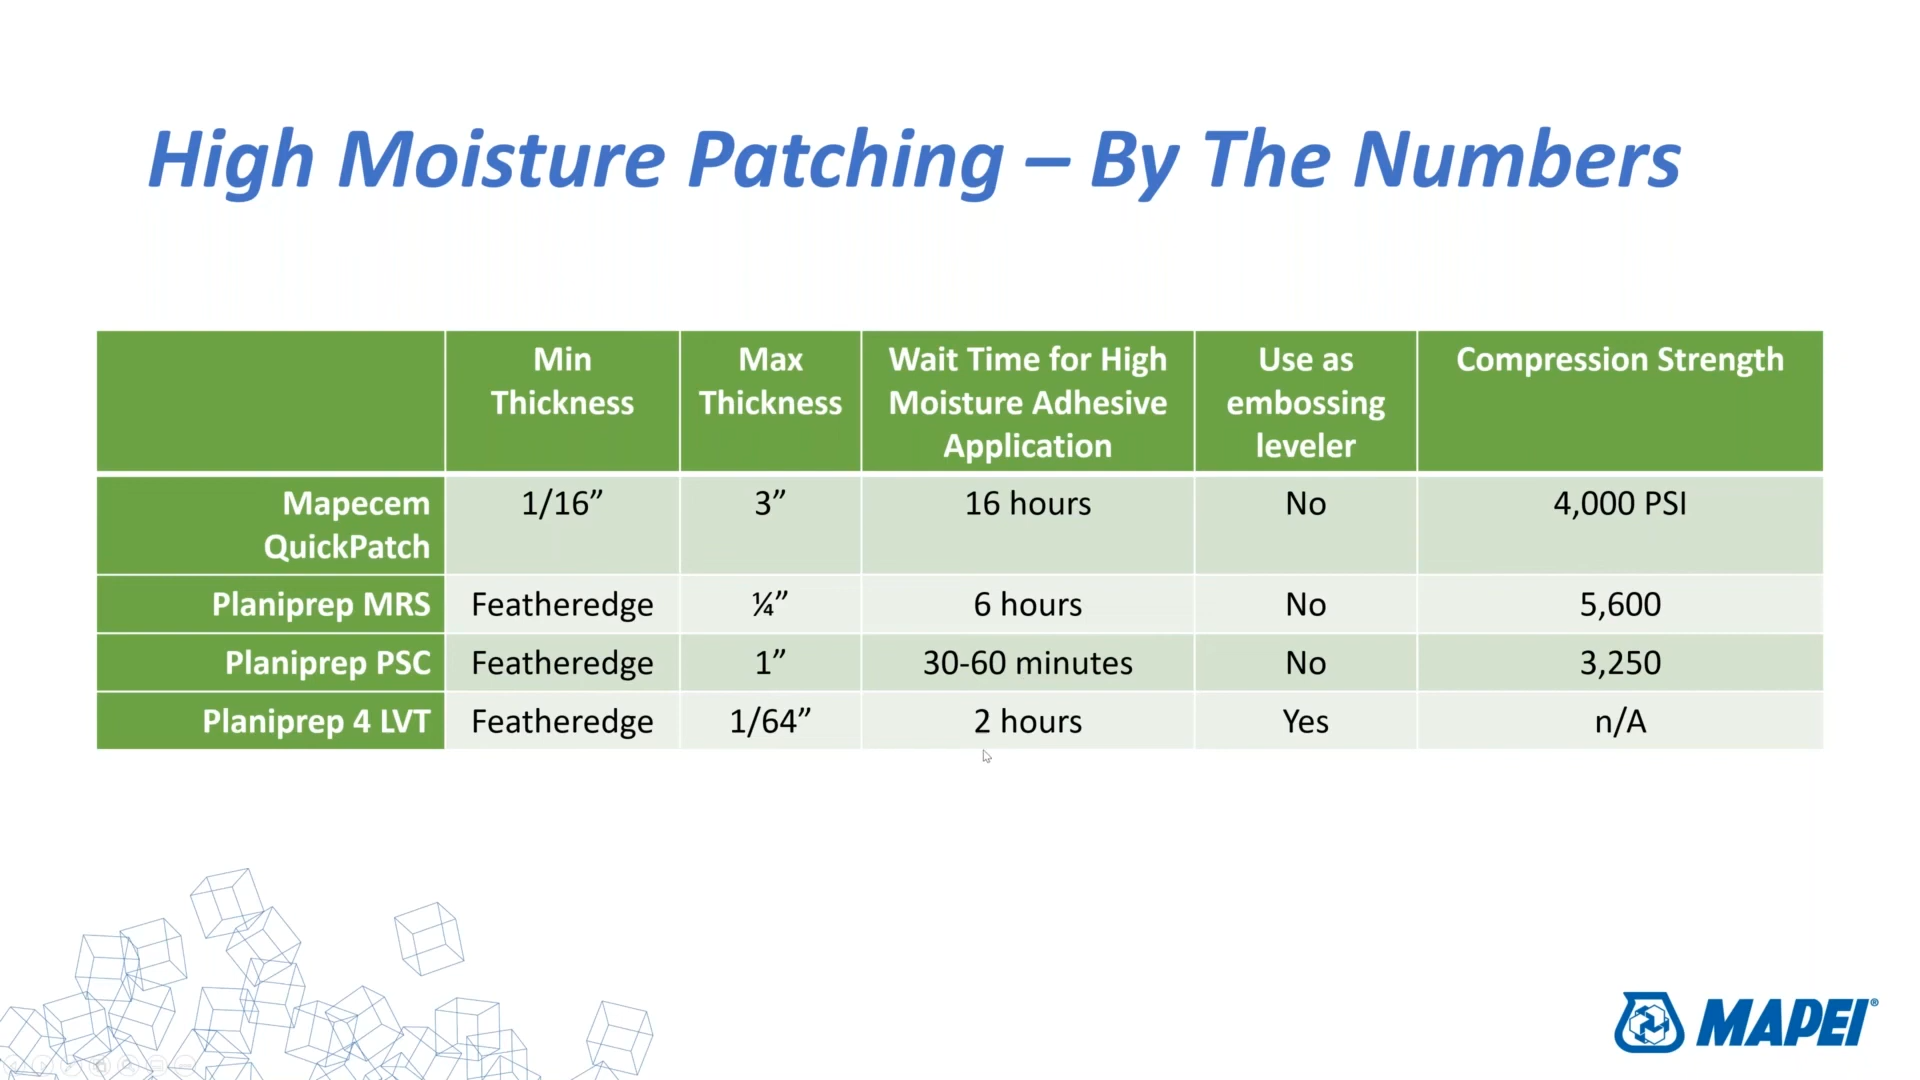 High Moisture Patching – By The Numbers
Min Thickness
Max Thickness
Wait Time for High Moisture Adhesive Application
Use as embossing leveler
Compression Strength
Mapecem QuickPatch
1/16”
3”
16 hours
No
4,000 PSI
Planiprep MRS
Featheredge
¼”
6 hours
No
5,600
Planiprep PSC
Featheredge
1”
30-60 minutes
No
3,250
Planiprep 4 LVT
Featheredge
1/64”
2 hours
Yes
n/A
MAPEI®